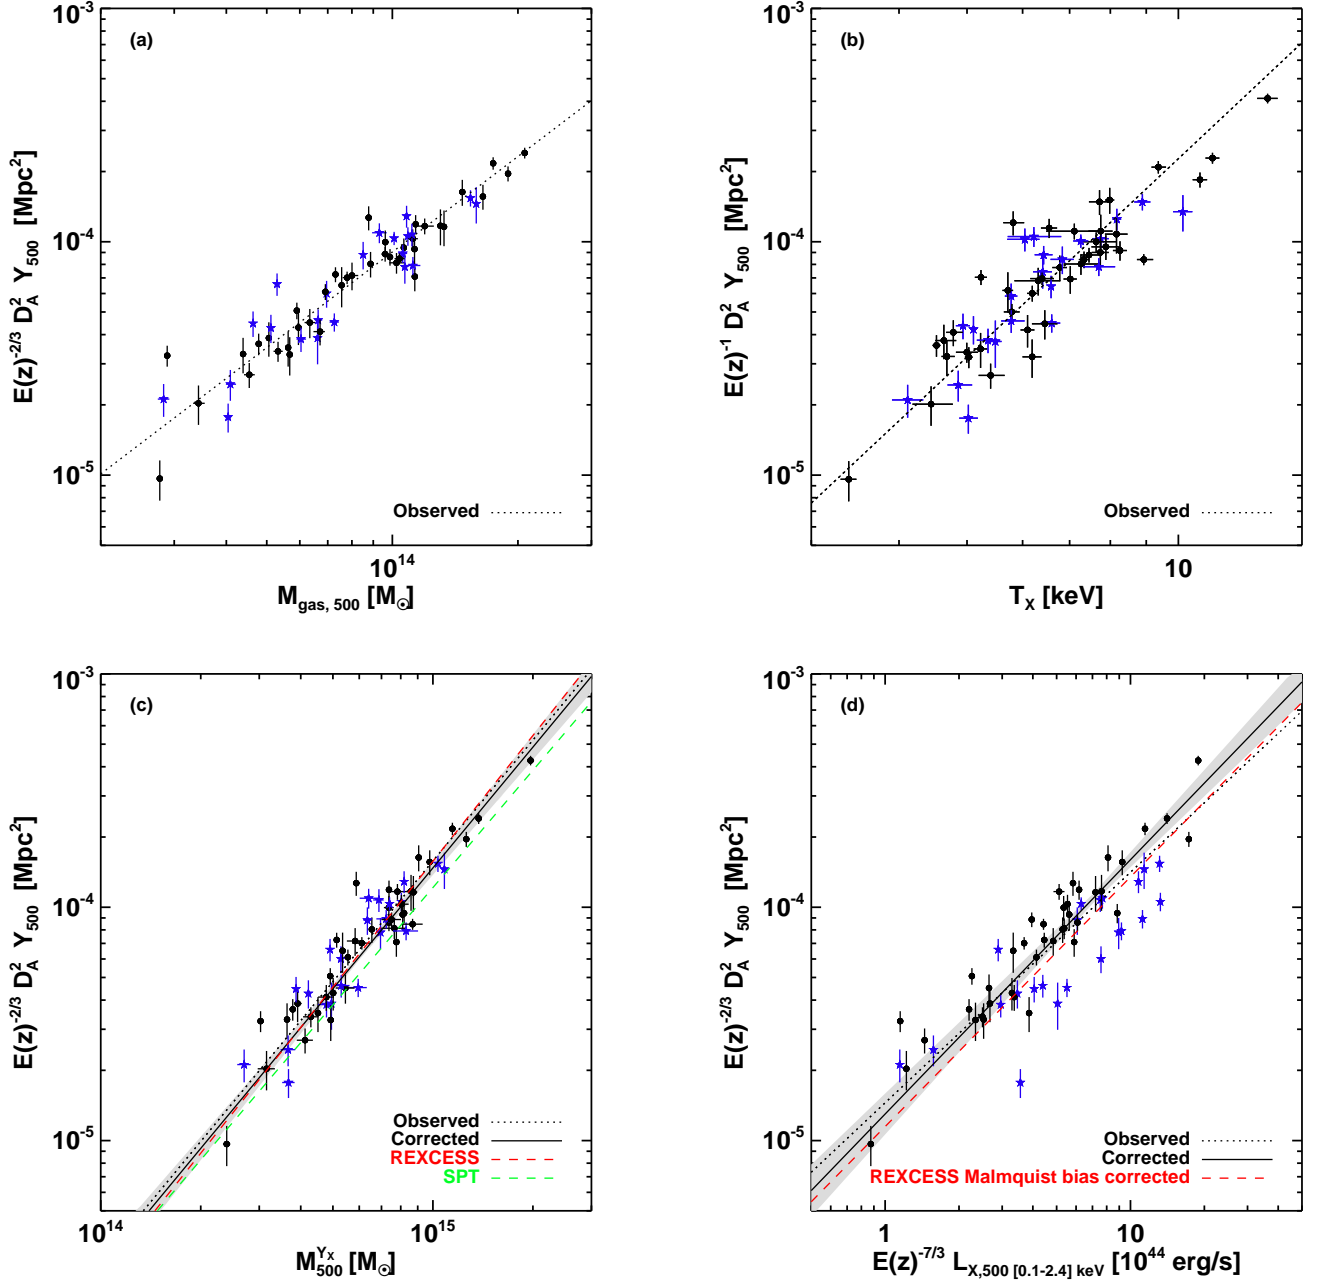 (a)
10^-3
10^-4
10^-5
E(z)^-2/3 D_A^2 Y_500 [Mpc^2]
Observed
10^14
M_gas, 500 [M_⊙]
(b)
10^-3
10^-4
10^-5
E(z)^-1 D_A^2 Y_500 [Mpc^2]
Observed
10
T_X [keV]
(c)
10^-3
10^-4
10^-5
E(z)^-2/3 D_A^2 Y_500 [Mpc^2]
Observed
Corrected
REXCESS
SPT
10^14
10^15
M_500^Y_X [M_⊙]
(d)
10^-3
10^-4
10^-5
E(z)^-2/3 D_A^2 Y_500 [Mpc^2]
Observed
Corrected
REXCESS Malmquist bias corrected
1
10
E(z)^-7/3 L_X,500 [0.1-2.4] keV [10^44 erg/s]